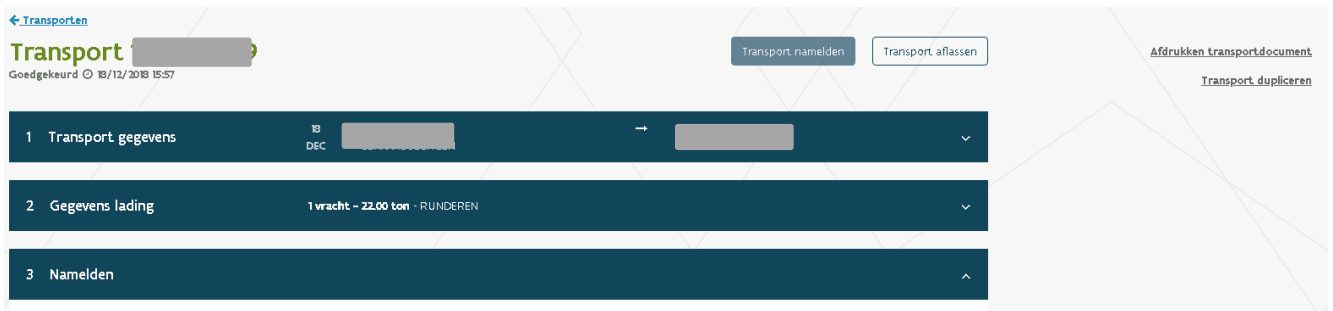 Transporten
Transport 9
Transport namelden
Transport aflassen
Afdrukken transportdocument
Goedgekeurd 18/12/2018 15:57
Transport dupliceren
1 Transport gegevens 18 DEC →
2 Gegevens lading 1 vracht - 22.00 ton - RUNDEREN
3 Namelden